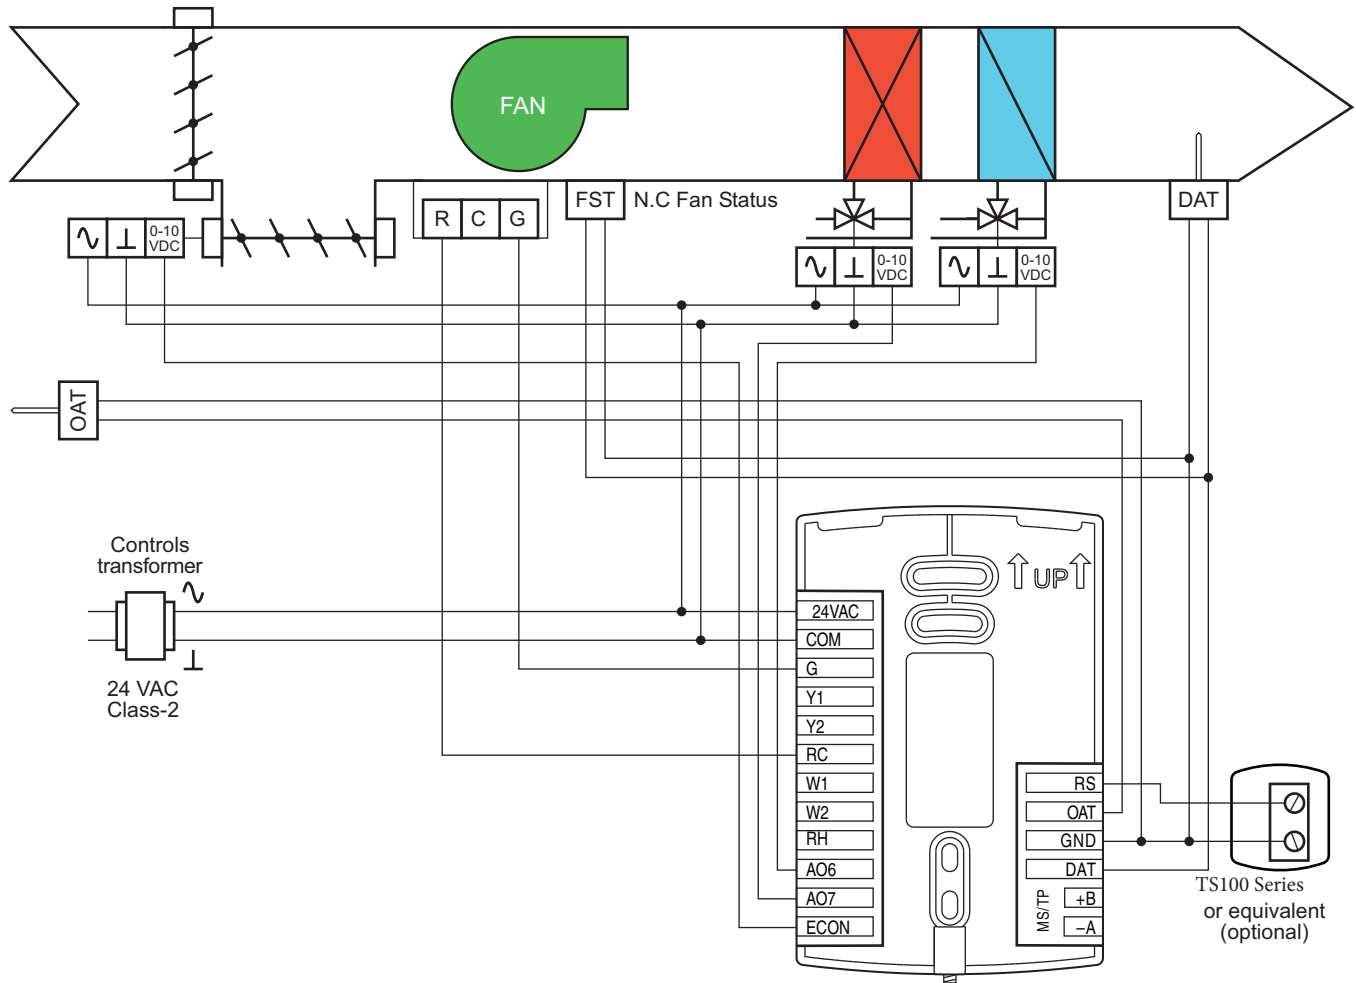 FAN
R C G
FST
N.C Fan Status
DAT
0-10
VDC
0-10
VDC
0-10
VDC
OAT
Controls
transformer
24 VAC
Class-2
UP
24VAC
COM
G
Y1
Y2
RC
W1
W2
RH
AO6
AO7
ECON
RS
OAT
GND
DAT
MS/TP
+B
–A
TS100 Series
or equivalent
(optional)